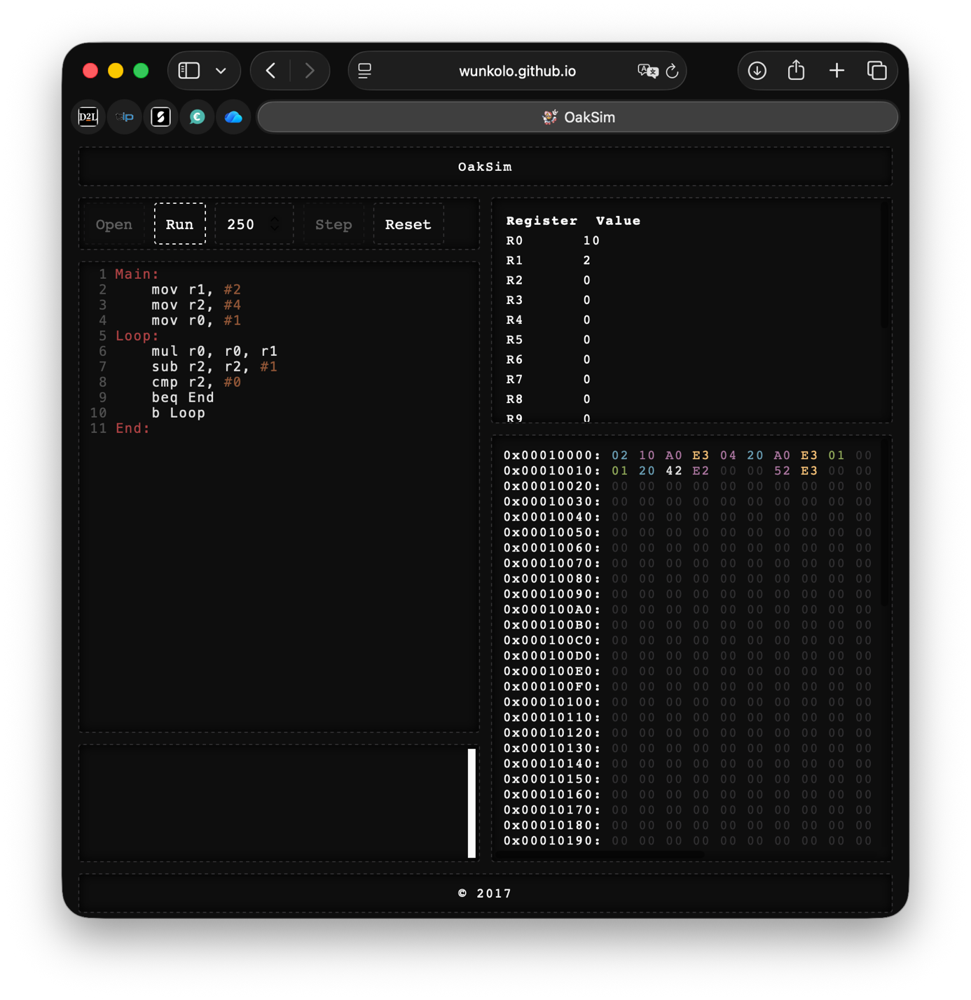 wunkolo.github.io
D2L
OakSim
OakSim
Open Run 250 Step Reset
1 Main:
2 mov r1, #2
3 mov r2, #4
4 mov r0, #1
5 Loop:
6 mul r0, r0, r1
7 sub r2, r2, #1
8 cmp r2, #0
9 beq End
10 b Loop
11 End:
Register Value
R0 10
R1 2
R2 0
R3 0
R4 0
R5 0
R6 0
R7 0
R8 0
R9 0
0x00010000: 02 10 A0 E3 04 20 A0 E3 01 00
0x00010010: 01 20 42 E2 00 00 52 E3 00 00
0x00010020: 00 00 00 00 00 00 00 00 00 00
0x00010030: 00 00 00 00 00 00 00 00 00 00
0x00010040: 00 00 00 00 00 00 00 00 00 00
0x00010050: 00 00 00 00 00 00 00 00 00 00
0x00010060: 00 00 00 00 00 00 00 00 00 00
0x00010070: 00 00 00 00 00 00 00 00 00 00
0x00010080: 00 00 00 00 00 00 00 00 00 00
0x00010090: 00 00 00 00 00 00 00 00 00 00
0x000100A0: 00 00 00 00 00 00 00 00 00 00
0x000100B0: 00 00 00 00 00 00 00 00 00 00
0x000100C0: 00 00 00 00 00 00 00 00 00 00
0x000100D0: 00 00 00 00 00 00 00 00 00 00
0x000100E0: 00 00 00 00 00 00 00 00 00 00
0x000100F0: 00 00 00 00 00 00 00 00 00 00
0x00010100: 00 00 00 00 00 00 00 00 00 00
0x00010110: 00 00 00 00 00 00 00 00 00 00
0x00010120: 00 00 00 00 00 00 00 00 00 00
0x00010130: 00 00 00 00 00 00 00 00 00 00
0x00010140: 00 00 00 00 00 00 00 00 00 00
0x00010150: 00 00 00 00 00 00 00 00 00 00
0x00010160: 00 00 00 00 00 00 00 00 00 00
0x00010170: 00 00 00 00 00 00 00 00 00 00
0x00010180: 00 00 00 00 00 00 00 00 00 00
0x00010190: 00 00 00 00 00 00 00 00 00 00
© 2017